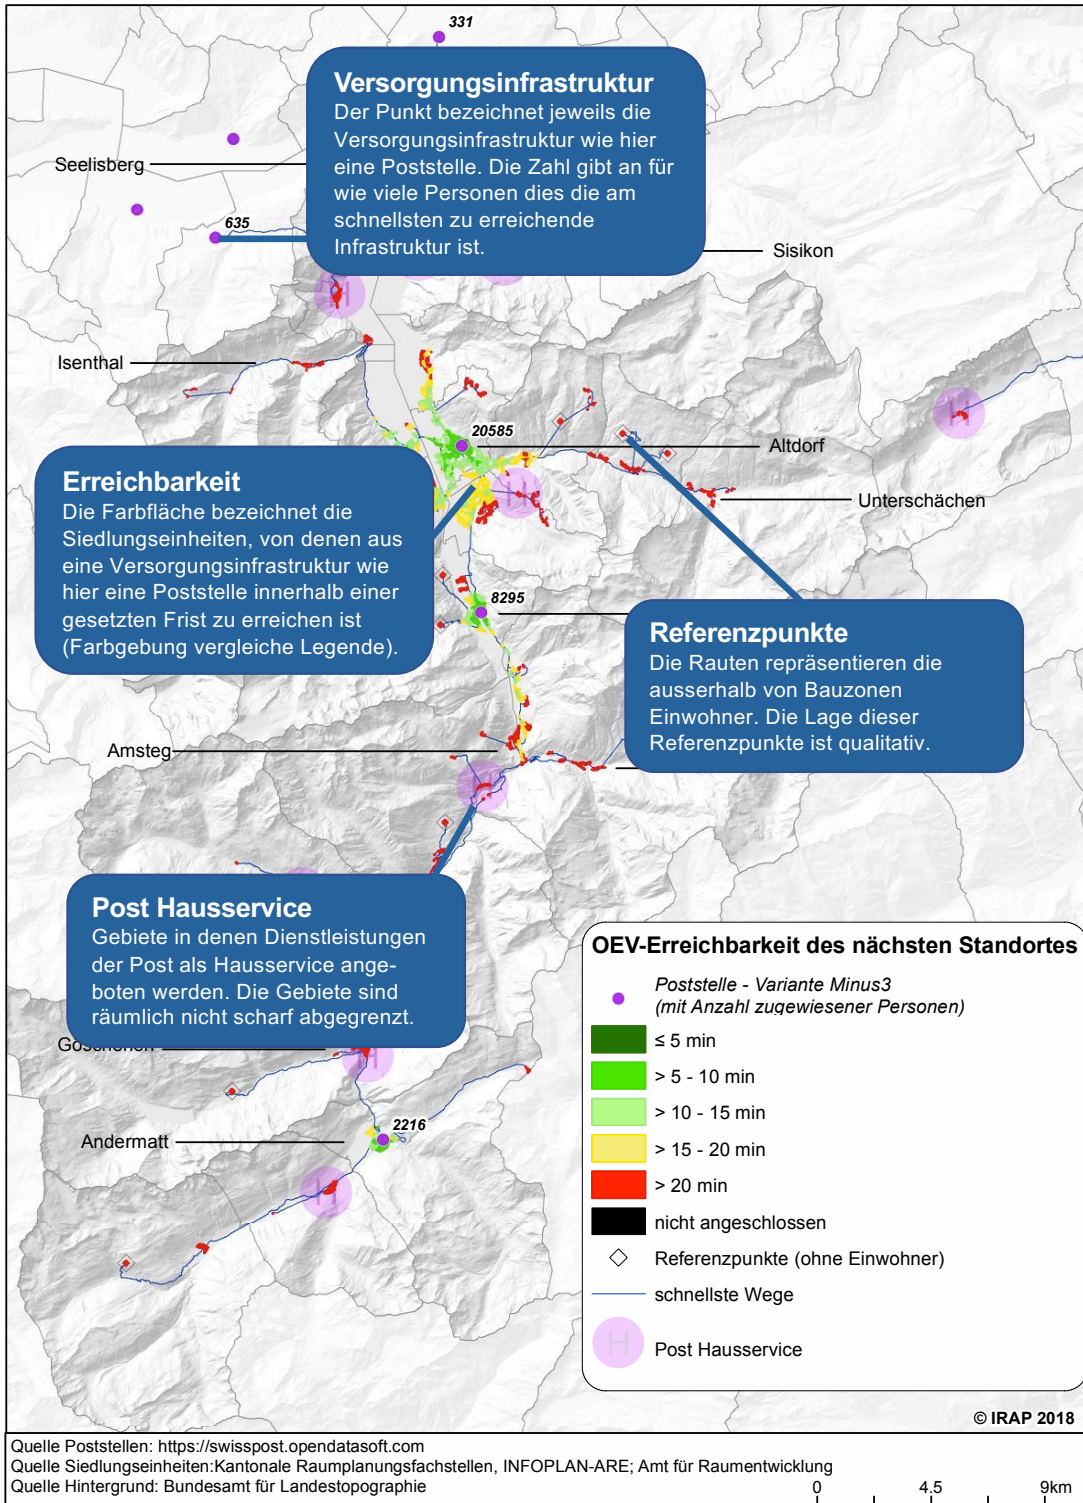 331
Versorgungsinfrastruktur
Der Punkt bezeichnet jeweils die
Versorgungsinfrastruktur wie hier
eine Poststelle. Die Zahl gibt an für
wie viele Personen dies die am
schnellsten zu erreichende
Infrastruktur ist.
Seelisberg
635
Sisikon
H
Isenthal
H
20585
Altdorf
Erreichbarkeit
Die Farbfläche bezeichnet die
Siedlungseinheiten, von denen aus
eine Versorgungsinfrastruktur wie
hier eine Poststelle innerhalb einer
gesetzten Frist zu erreichen ist
(Farbgebung vergleiche Legende).
H
Unterschächen
8295
Referenzpunkte
Die Rauten repräsentieren die
ausserhalb von Bauzonen
Einwohner. Die Lage dieser
Referenzpunkte ist qualitativ.
Amsteg
H
Post Hausservice
Gebiete in denen Dienstleistungen
der Post als Hausservice ange-
boten werden. Die Gebiete sind
räumlich nicht scharf abgegrenzt.
Göschenen
H
2216
Andermatt
H
OEV-Erreichbarkeit des nächsten Standortes
Poststelle - Variante Minus3
(mit Anzahl zugewiesener Personen)
≤ 5 min
> 5 - 10 min
> 10 - 15 min
> 15 - 20 min
> 20 min
nicht angeschlossen
Referenzpunkte (ohne Einwohner)
schnellste Wege
H Post Hausservice
© IRAP 2018
Quelle Poststellen: https://swisspost.opendatasoft.com
Quelle Siedlungseinheiten:Kantonale Raumplanungsfachstellen, INFOPLAN-ARE; Amt für Raumentwicklung
Quelle Hintergrund: Bundesamt für Landestopographie
0 4.5 9km